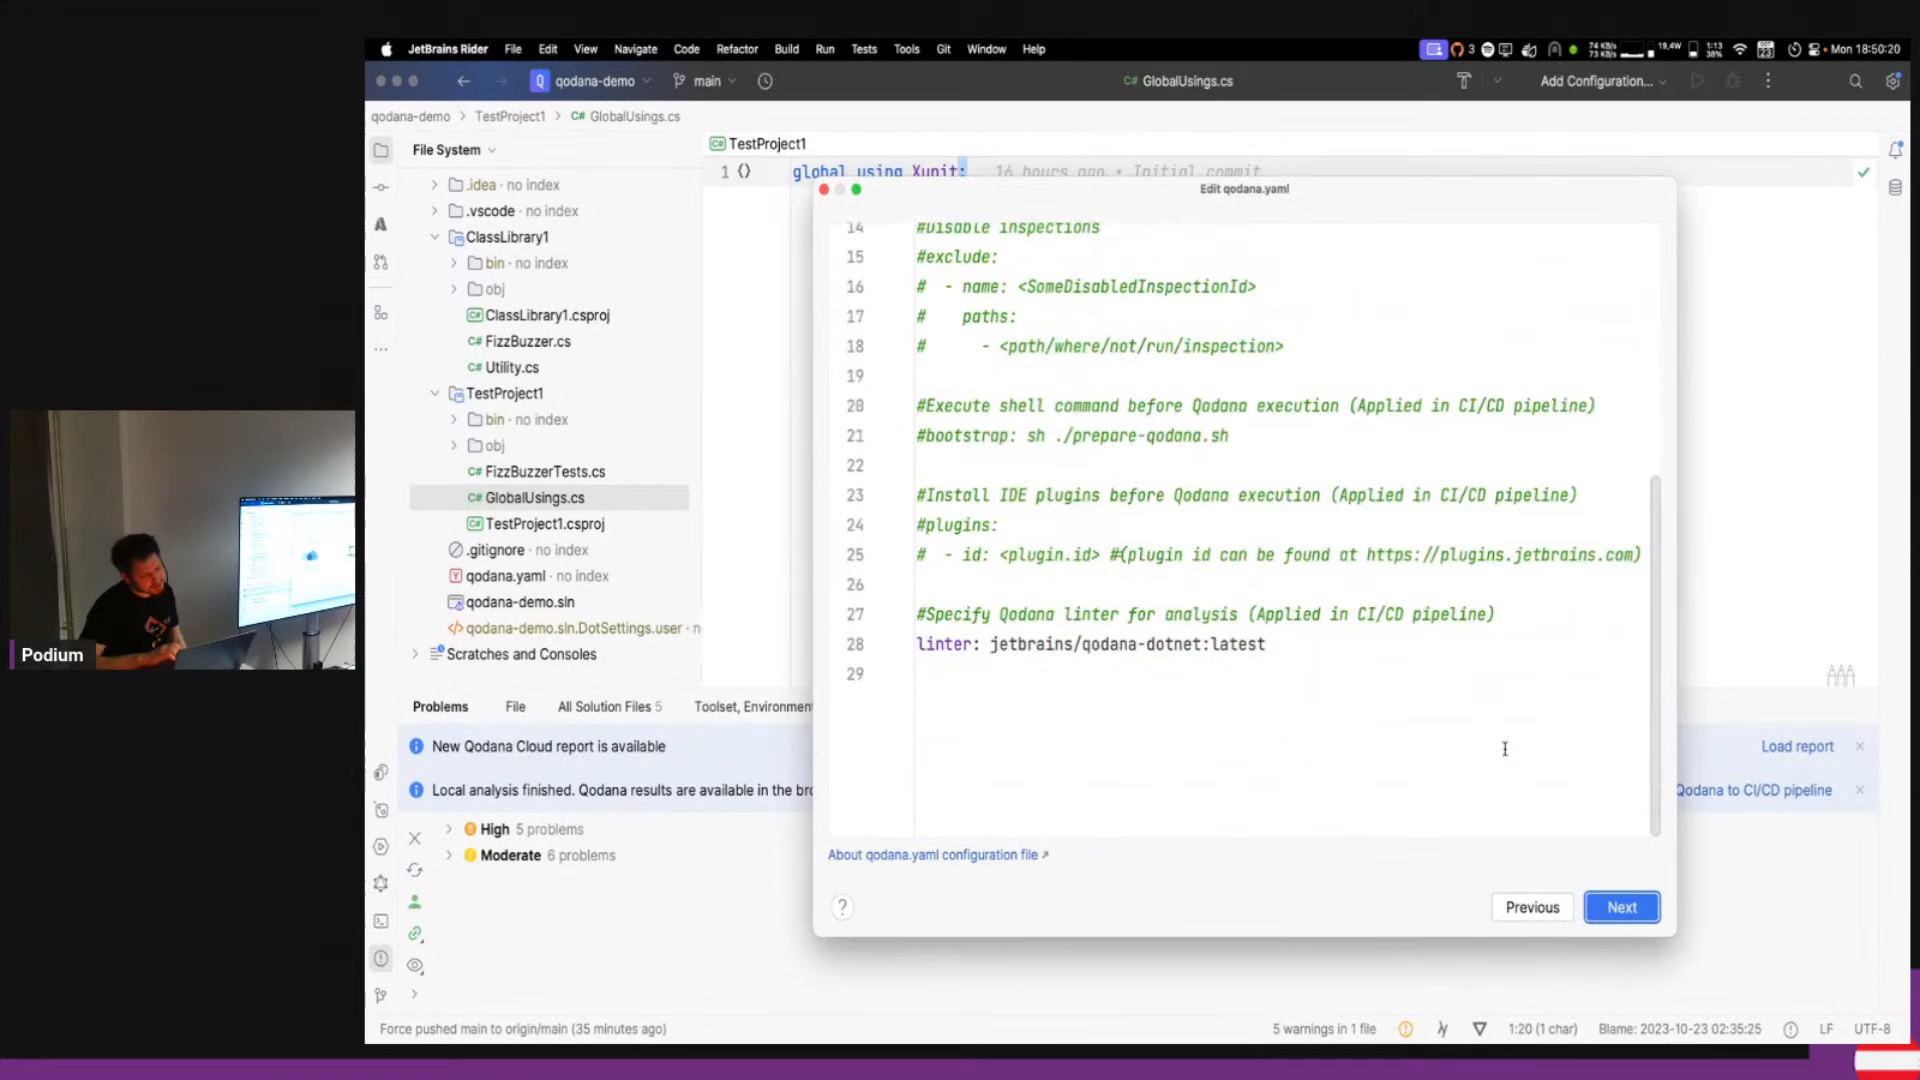 JetBrains Rider File Edit View Navigate Code Refactor Build Run Tests Tools Git Window Help
3 74 KB/s 73 KB/s 19,4W 1:13 38% Mon 18:50:20
Q qodana-demo main C# GlobalUsings.cs Add Configuration...
qodana-demo > TestProject1 > C# GlobalUsings.cs
File System
.idea · no index
.vscode · no index
ClassLibrary1
bin · no index
obj
C# ClassLibrary1.csproj
C# FizzBuzzer.cs
C# Utility.cs
TestProject1
bin · no index
obj
C# FizzBuzzerTests.cs
C# GlobalUsings.cs
C# TestProject1.csproj
.gitignore · no index
qodana.yaml · no index
qodana-demo.sln
qodana-demo.sln.DotSettings.user · n
Scratches and Consoles
C# TestProject1
1 {} global using Xunit; 16 hours ago • Initial commit
Edit qodana.yaml
14 #Disable inspections
15 #exclude:
16 # - name: <SomeDisabledInspectionId>
17 # paths:
18 # - <path/where/not/run/inspection>
19
20 #Execute shell command before Qodana execution (Applied in CI/CD pipeline)
21 #bootstrap: sh ./prepare-qodana.sh
22
23 #Install IDE plugins before Qodana execution (Applied in CI/CD pipeline)
24 #plugins:
25 # - id: <plugin.id> #(plugin id can be found at https://plugins.jetbrains.com)
26
27 #Specify Qodana linter for analysis (Applied in CI/CD pipeline)
28 linter: jetbrains/qodana-dotnet:latest
29
About qodana.yaml configuration file
? Previous Next
Podium
Problems File All Solution Files 5 Toolset, Environmen
New Qodana Cloud report is available Load report
Local analysis finished. Qodana results are available in the bro Qodana to CI/CD pipeline
High 5 problems
Moderate 6 problems
Force pushed main to origin/main (35 minutes ago) 5 warnings in 1 file 1:20 (1 char) Blame: 2023-10-23 02:35:25 LF UTF-8